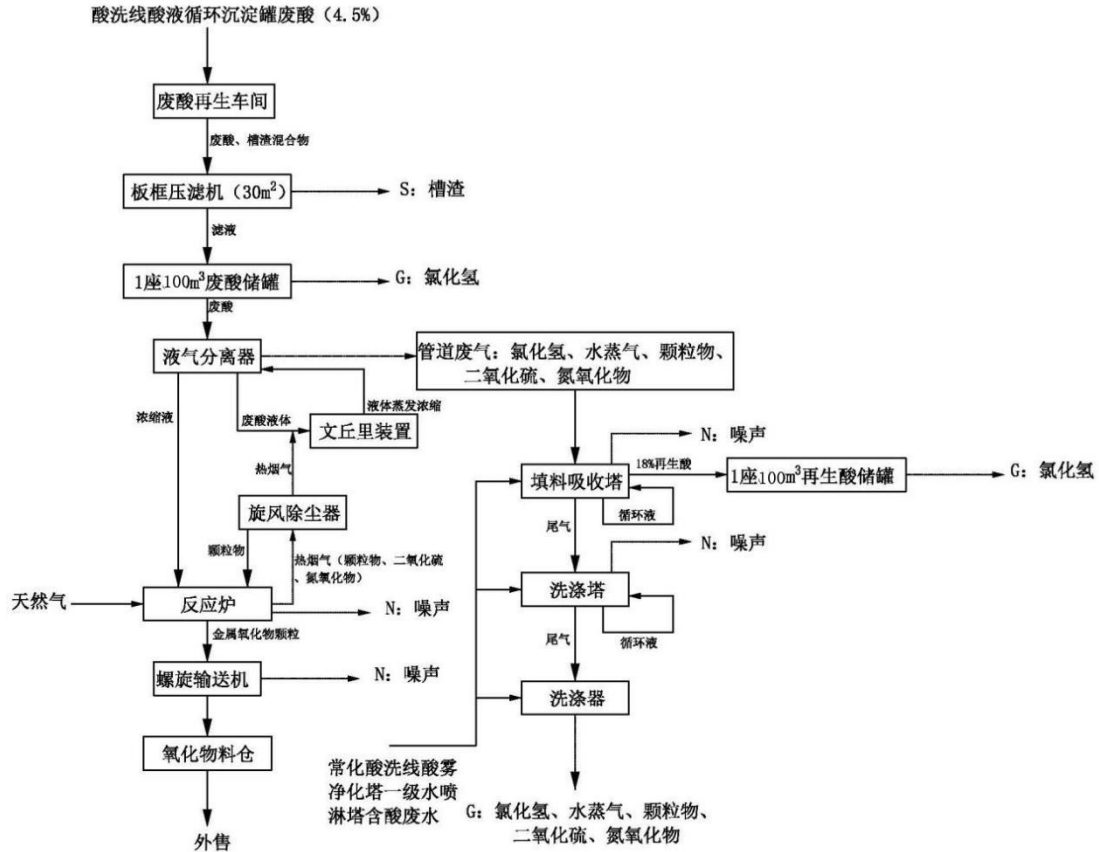 酸洗线酸液循环沉淀罐废酸（4.5%）
废酸再生车间
废酸、槽渣混合物
板框压滤机（30m²）
S：槽渣
滤液
1座100m³废酸储罐
G：氯化氢
废酸
液气分离器
管道废气：氯化氢、水蒸气、颗粒物、
二氧化硫、氮氧化物
浓缩液
废酸液体
液体蒸发浓缩
文丘里装置
热烟气
旋风除尘器
颗粒物
热烟气（颗粒物、二氧化硫
、氮氧化物）
天然气
反应炉
N：噪声
金属氧化物颗粒
螺旋输送机
N：噪声
氧化物料仓
外售
N：噪声
填料吸收塔
18%再生酸
1座100m³再生酸储罐
G：氯化氢
循环液
尾气
N：噪声
洗涤塔
循环液
尾气
洗涤器
常化酸洗线酸雾
净化塔一级水喷
淋塔含酸废水
G：氯化氢、水蒸气、颗粒物、
二氧化硫、氮氧化物